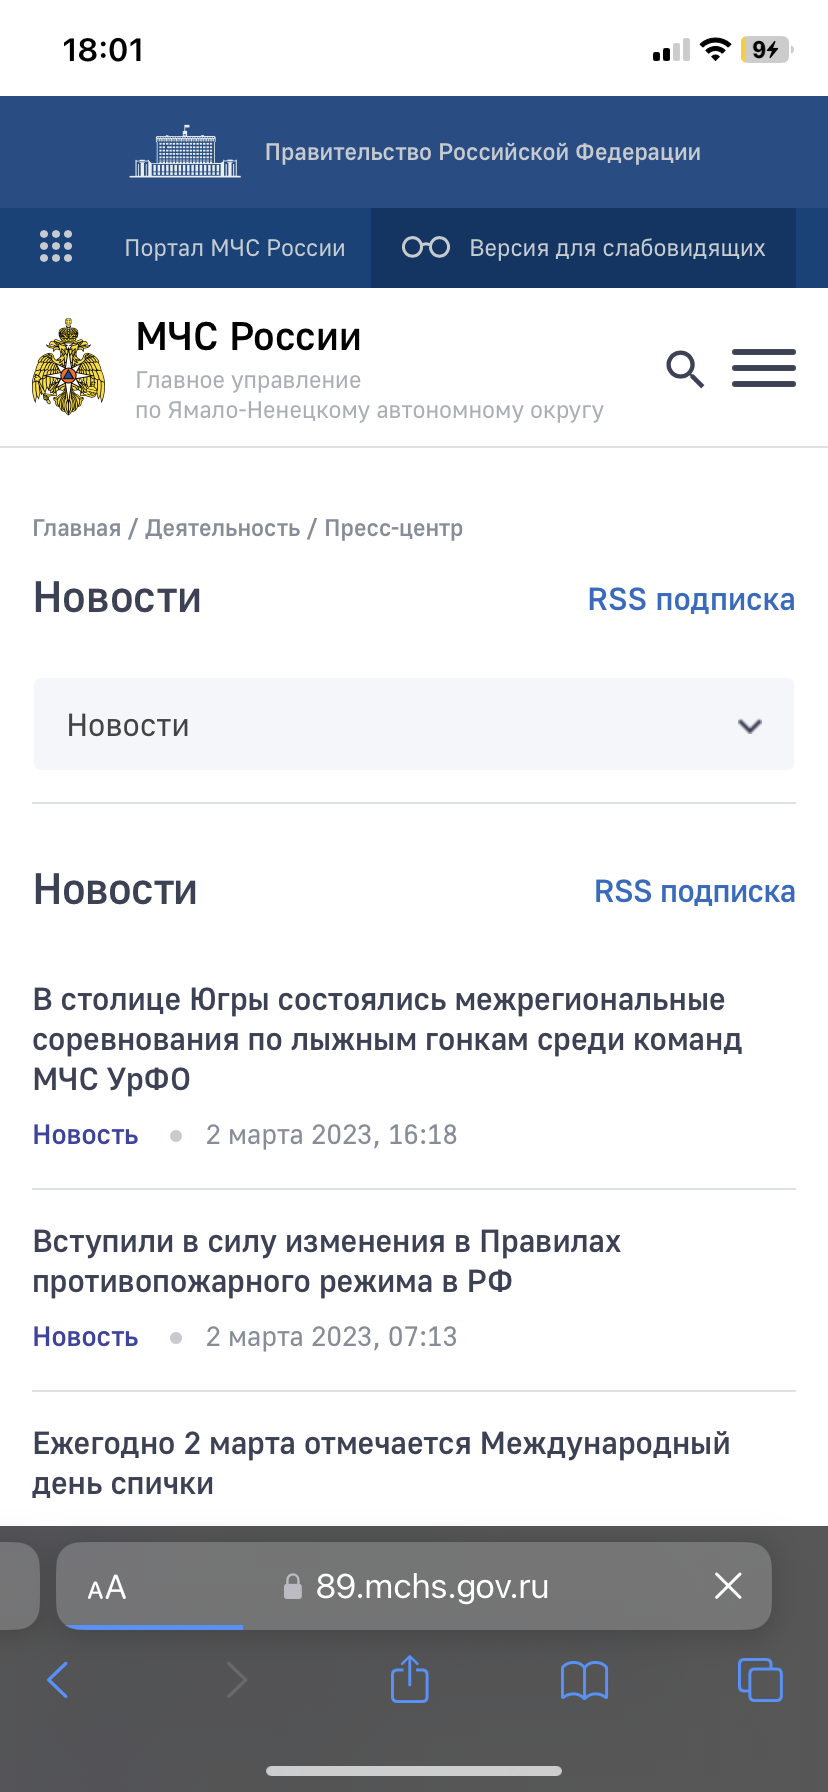 18:01
9
Правительство Российской Федерации
Портал МЧС России
Версия для слабовидящих
МЧС России
Главное управление
по Ямало-Ненецкому автономному округу
Главная / Деятельность / Пресс-центр
Новости
RSS подписка
Новости
Новости
RSS подписка
В столице Югры состоялись межрегиональные
соревнования по лыжным гонкам среди команд
МЧС УрФО
Новость
2 марта 2023, 16:18
Вступили в силу изменения в Правилах
противопожарного режима в РФ
Новость
2 марта 2023, 07:13
Ежегодно 2 марта отмечается Международный
день спички
AA
89.mchs.gov.ru